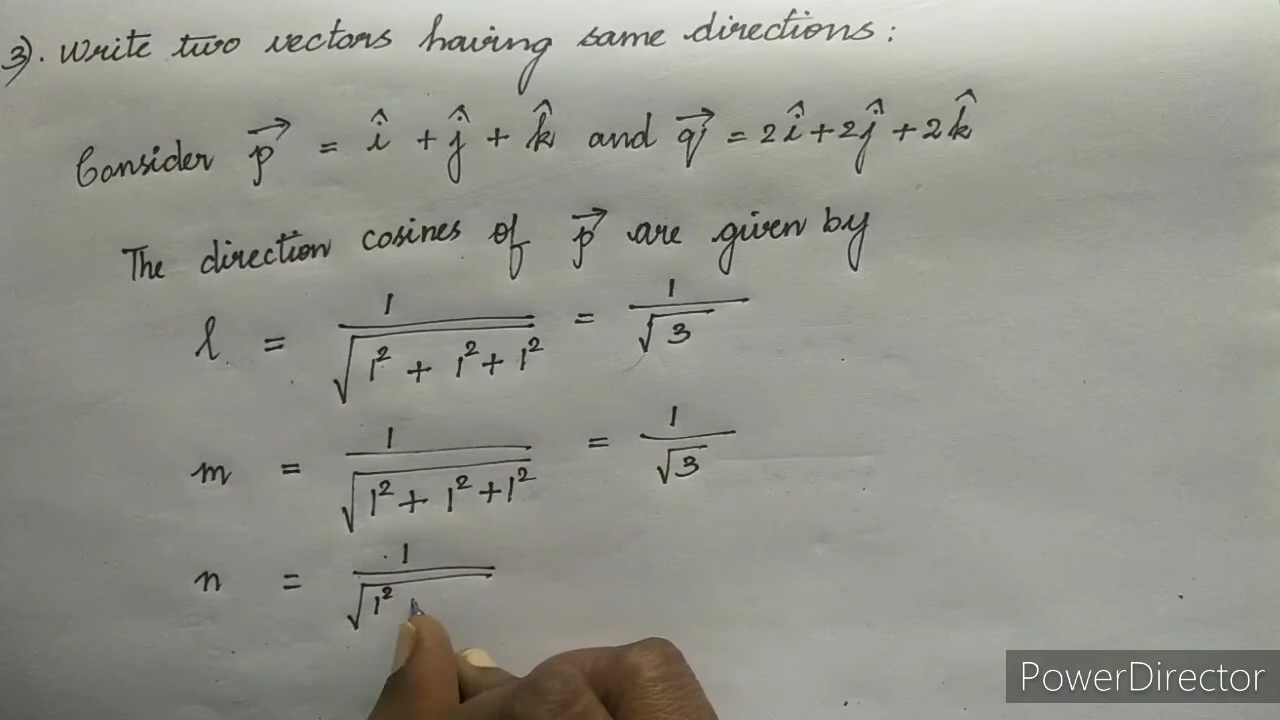 3). Write two vectors having same directions:
Consider p⃗ = î + ĵ + k̂ and q⃗ = 2î + 2ĵ + 2k̂
The direction cosines of p⃗ are given by
l = 1/√(1² + 1² + 1²) = 1/√3
m = 1/√(1² + 1² + 1²) = 1/√3
n = 1/√(1²
PowerDirector